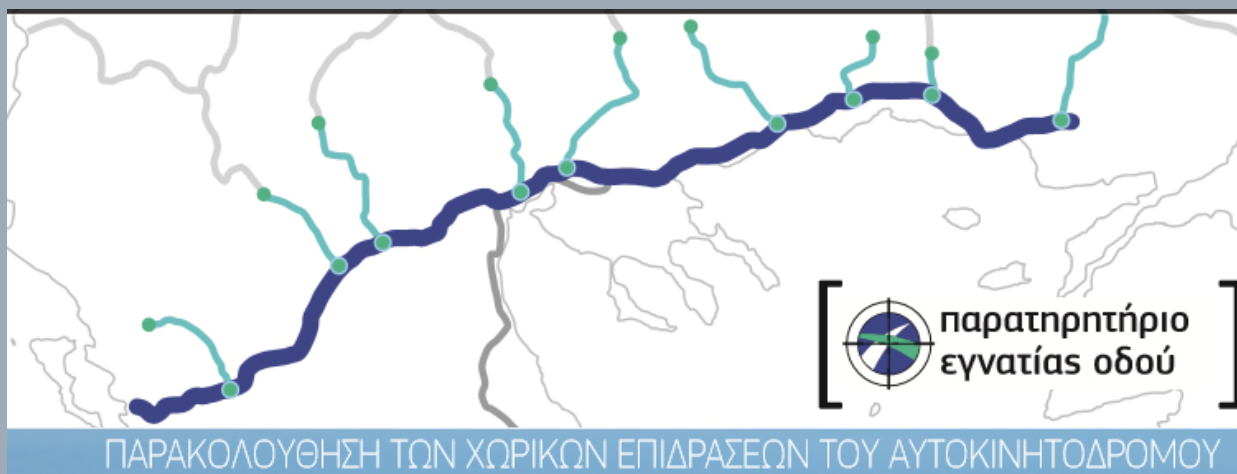 παρατηρητήριο
εγνατίας οδού
ΠΑΡΑΚΟΛΟΥΘΗΣΗ ΤΩΝ ΧΩΡΙΚΩΝ ΕΠΙΔΡΑΣΕΩΝ ΤΟΥ ΑΥΤΟΚΙΝΗΤΟΔΡΟΜΟΥ